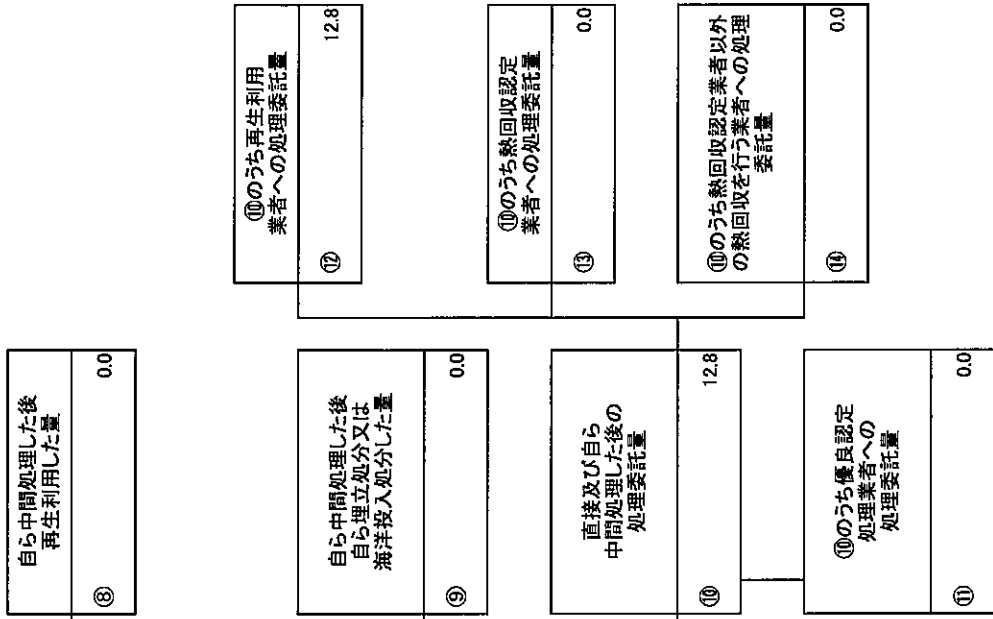 自ら中間処理した後
再生利用した量
⑧ 0.0
自ら中間処理した後
自ら埋立処分又は
海洋投入処分した量
⑨ 0.0
直接及び自ら
中間処理した後の
処理委託量
⑩ 12.8
⑩のうち優良認定
処理業者への
処理委託量
⑪ 0.0
⑩のうち再生利用
業者への処理委託量
⑫ 12.8
⑩のうち熱回収認定
業者への処理委託量
⑬ 0.0
⑩のうち熱回収認定業者以外
の熱回収を行う業者への処理
委託量
⑭ 0.0